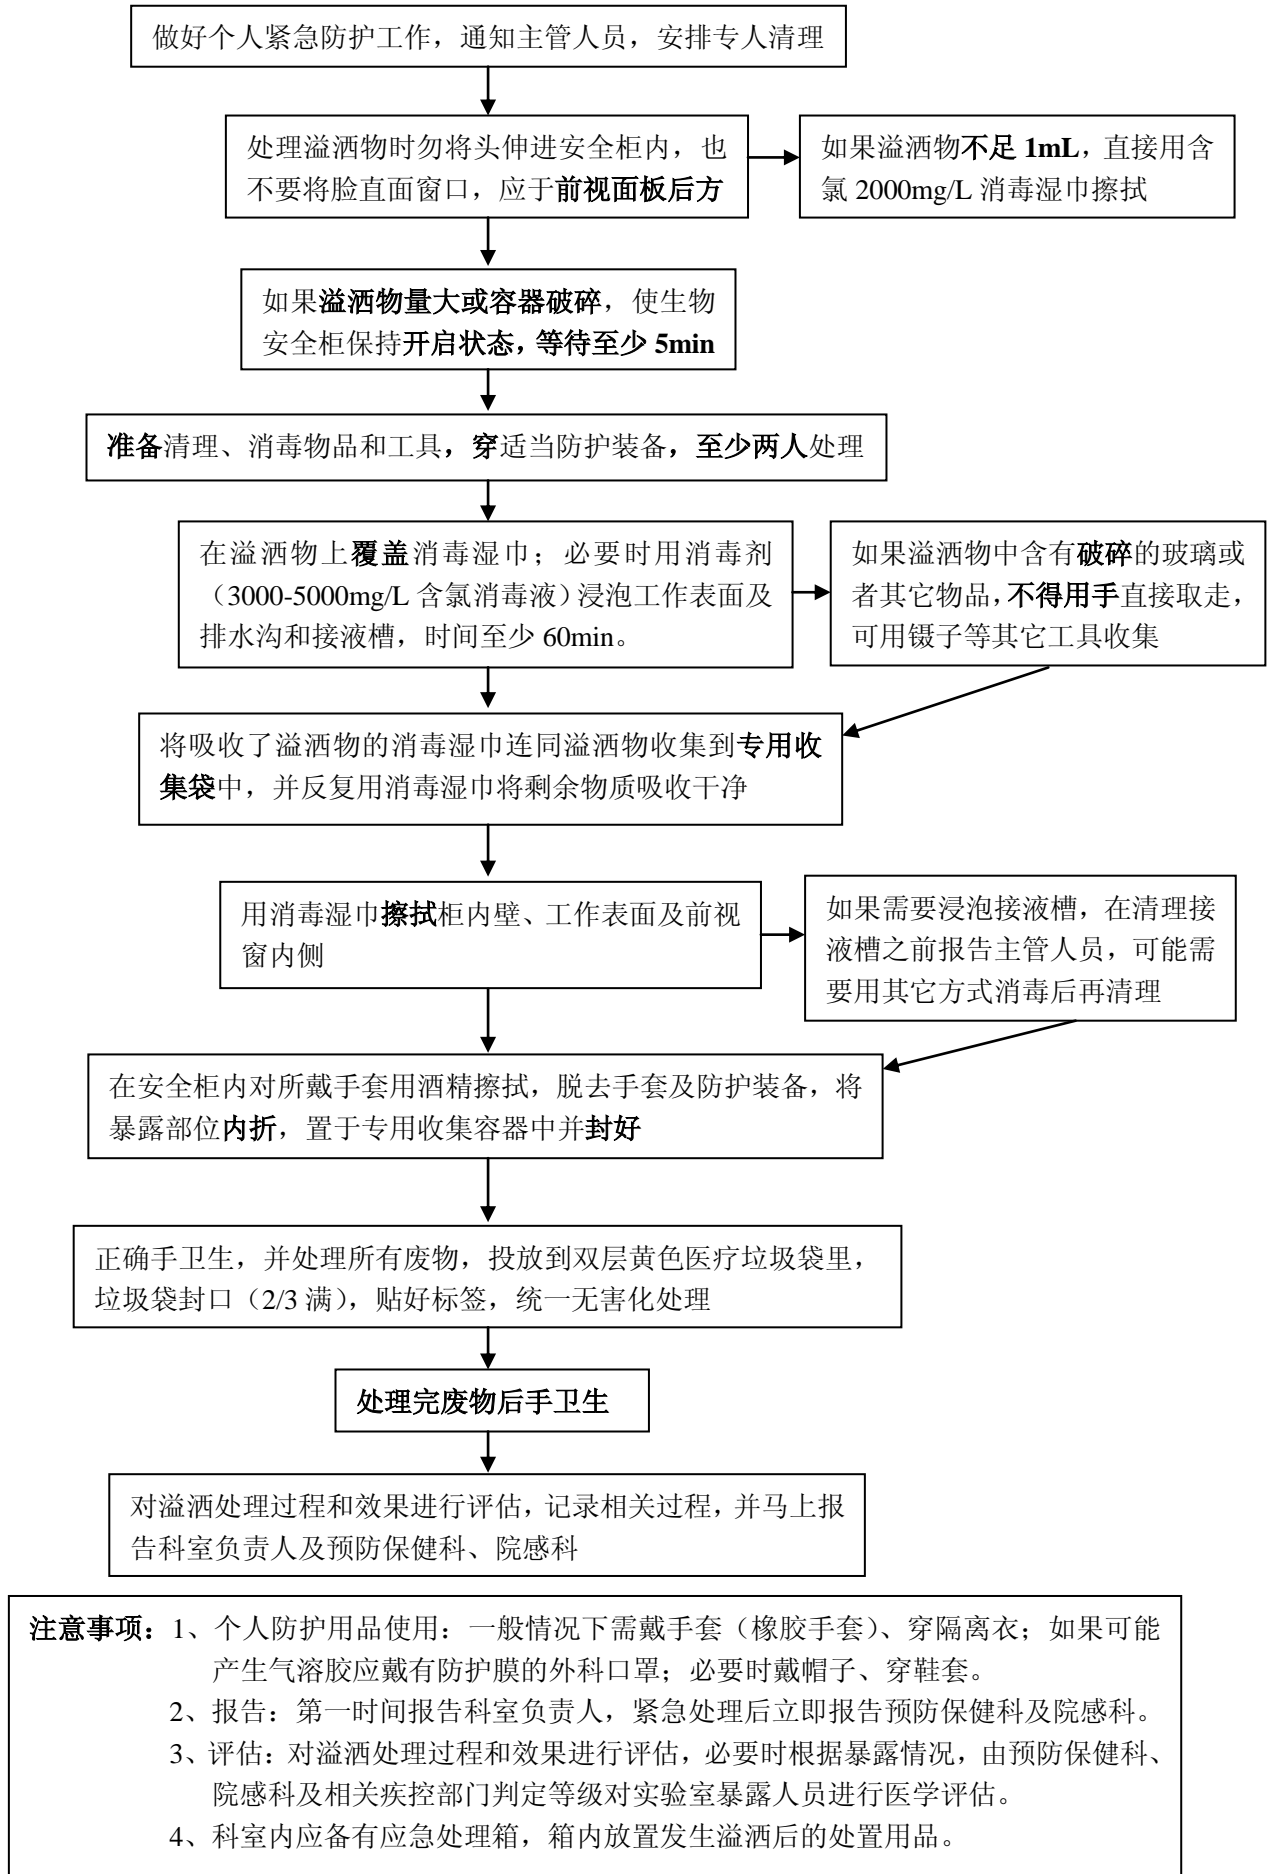 做好个人紧急防护工作，通知主管人员，安排专人清理
处理溢洒物时勿将头伸进安全柜内，也
不要将脸直面窗口，应于前视面板后方
如果溢洒物不足 1mL，直接用含
氯 2000mg/L 消毒湿巾擦拭
如果溢洒物量大或容器破碎，使生物
安全柜保持开启状态，等待至少 5min
准备清理、消毒物品和工具，穿适当防护装备，至少两人处理
在溢洒物上覆盖消毒湿巾；必要时用消毒剂
（3000-5000mg/L 含氯消毒液）浸泡工作表面及
排水沟和接液槽，时间至少 60min。
如果溢洒物中含有破碎的玻璃或
者其它物品，不得用手直接取走，
可用镊子等其它工具收集
将吸收了溢洒物的消毒湿巾连同溢洒物收集到专用收
集袋中，并反复用消毒湿巾将剩余物质吸收干净
用消毒湿巾擦拭柜内壁、工作表面及前视
窗内侧
如果需要浸泡接液槽，在清理接
液槽之前报告主管人员，可能需
要用其它方式消毒后再清理
在安全柜内对所戴手套用酒精擦拭，脱去手套及防护装备，将
暴露部位内折，置于专用收集容器中并封好
正确手卫生，并处理所有废物，投放到双层黄色医疗垃圾袋里，
垃圾袋封口（2/3 满），贴好标签，统一无害化处理
处理完废物后手卫生
对溢洒处理过程和效果进行评估，记录相关过程，并马上报
告科室负责人及预防保健科、院感科
注意事项：1、个人防护用品使用：一般情况下需戴手套（橡胶手套）、穿隔离衣；如果可能
产生气溶胶应戴有防护膜的外科口罩；必要时戴帽子、穿鞋套。
2、报告：第一时间报告科室负责人，紧急处理后立即报告预防保健科及院感科。
3、评估：对溢洒处理过程和效果进行评估，必要时根据暴露情况，由预防保健科、
院感科及相关疾控部门判定等级对实验室暴露人员进行医学评估。
4、科室内应备有应急处理箱，箱内放置发生溢洒后的处置用品。